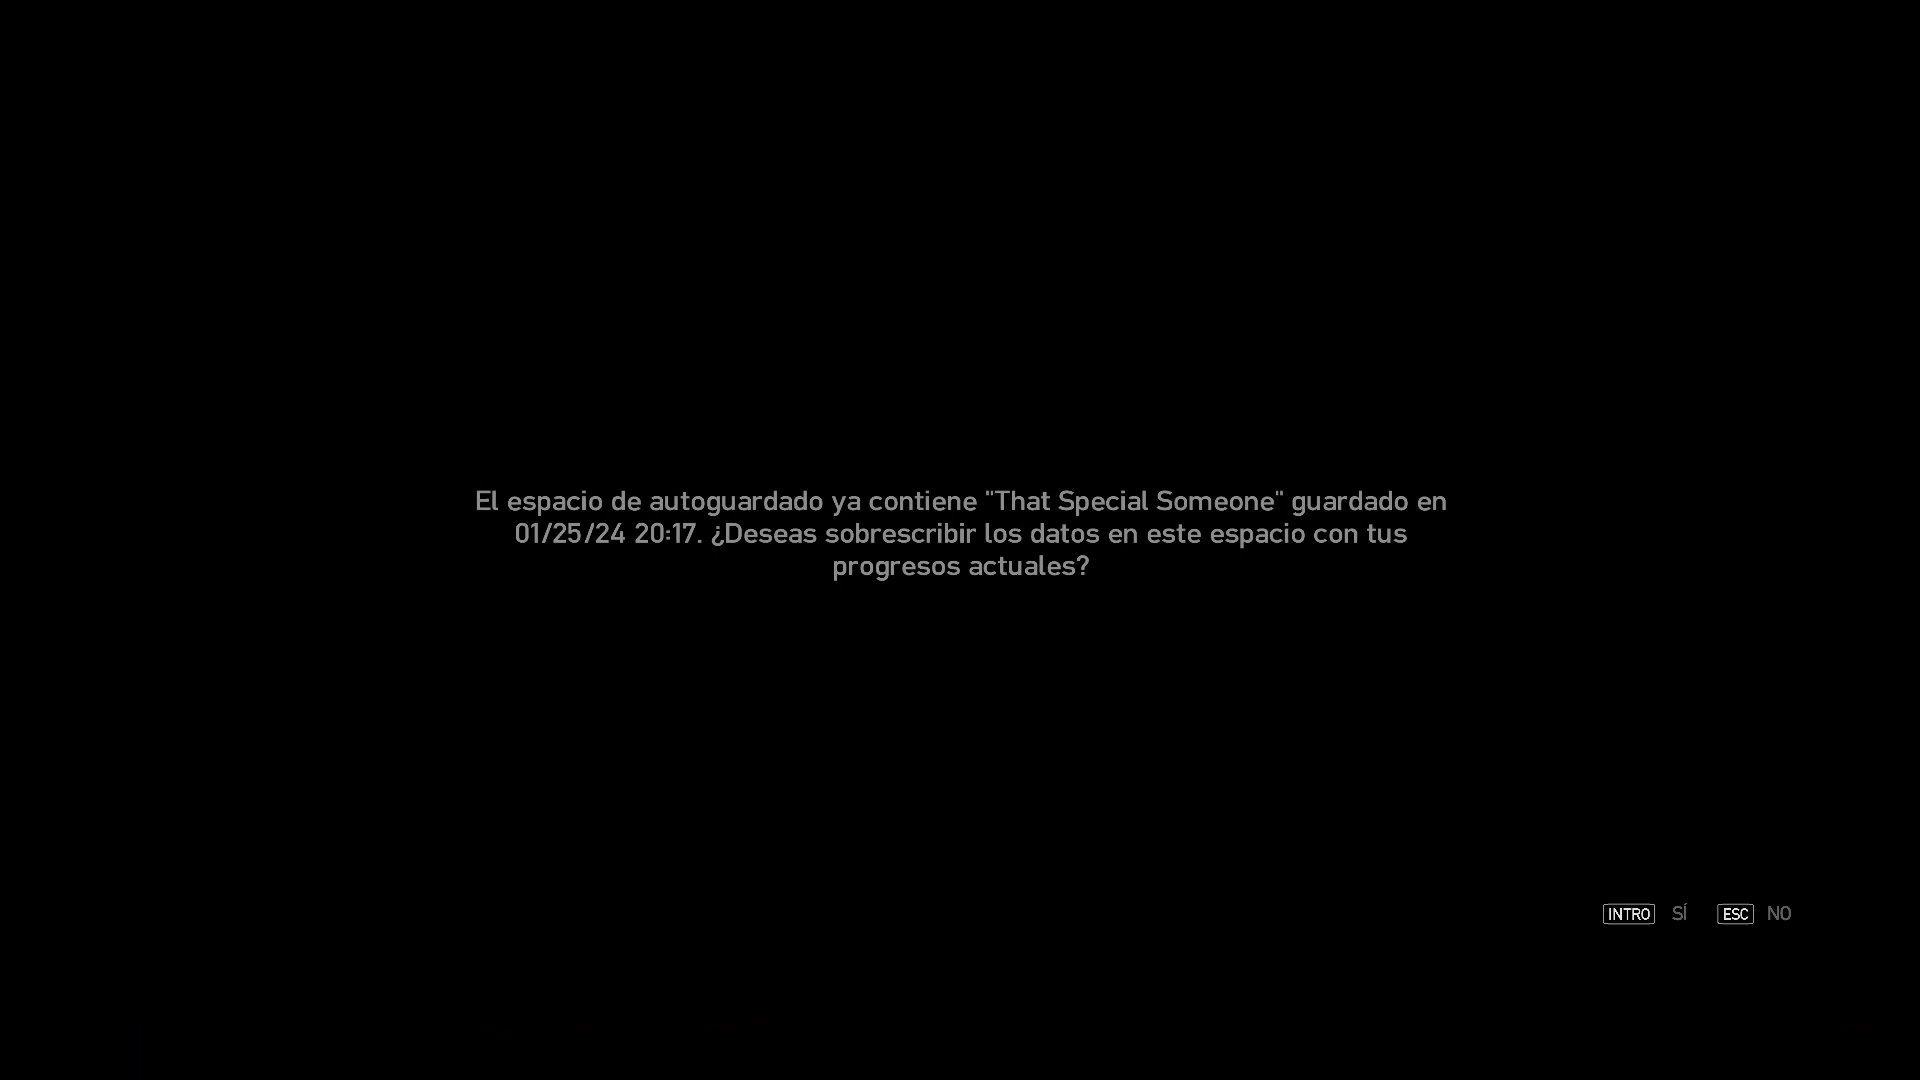 El espacio de autoguardado ya contiene "That Special Someone" guardado en
01/25/24 20:17. ¿Deseas sobrescribir los datos en este espacio con tus
progresos actuales?
INTRO SÍ ESC NO